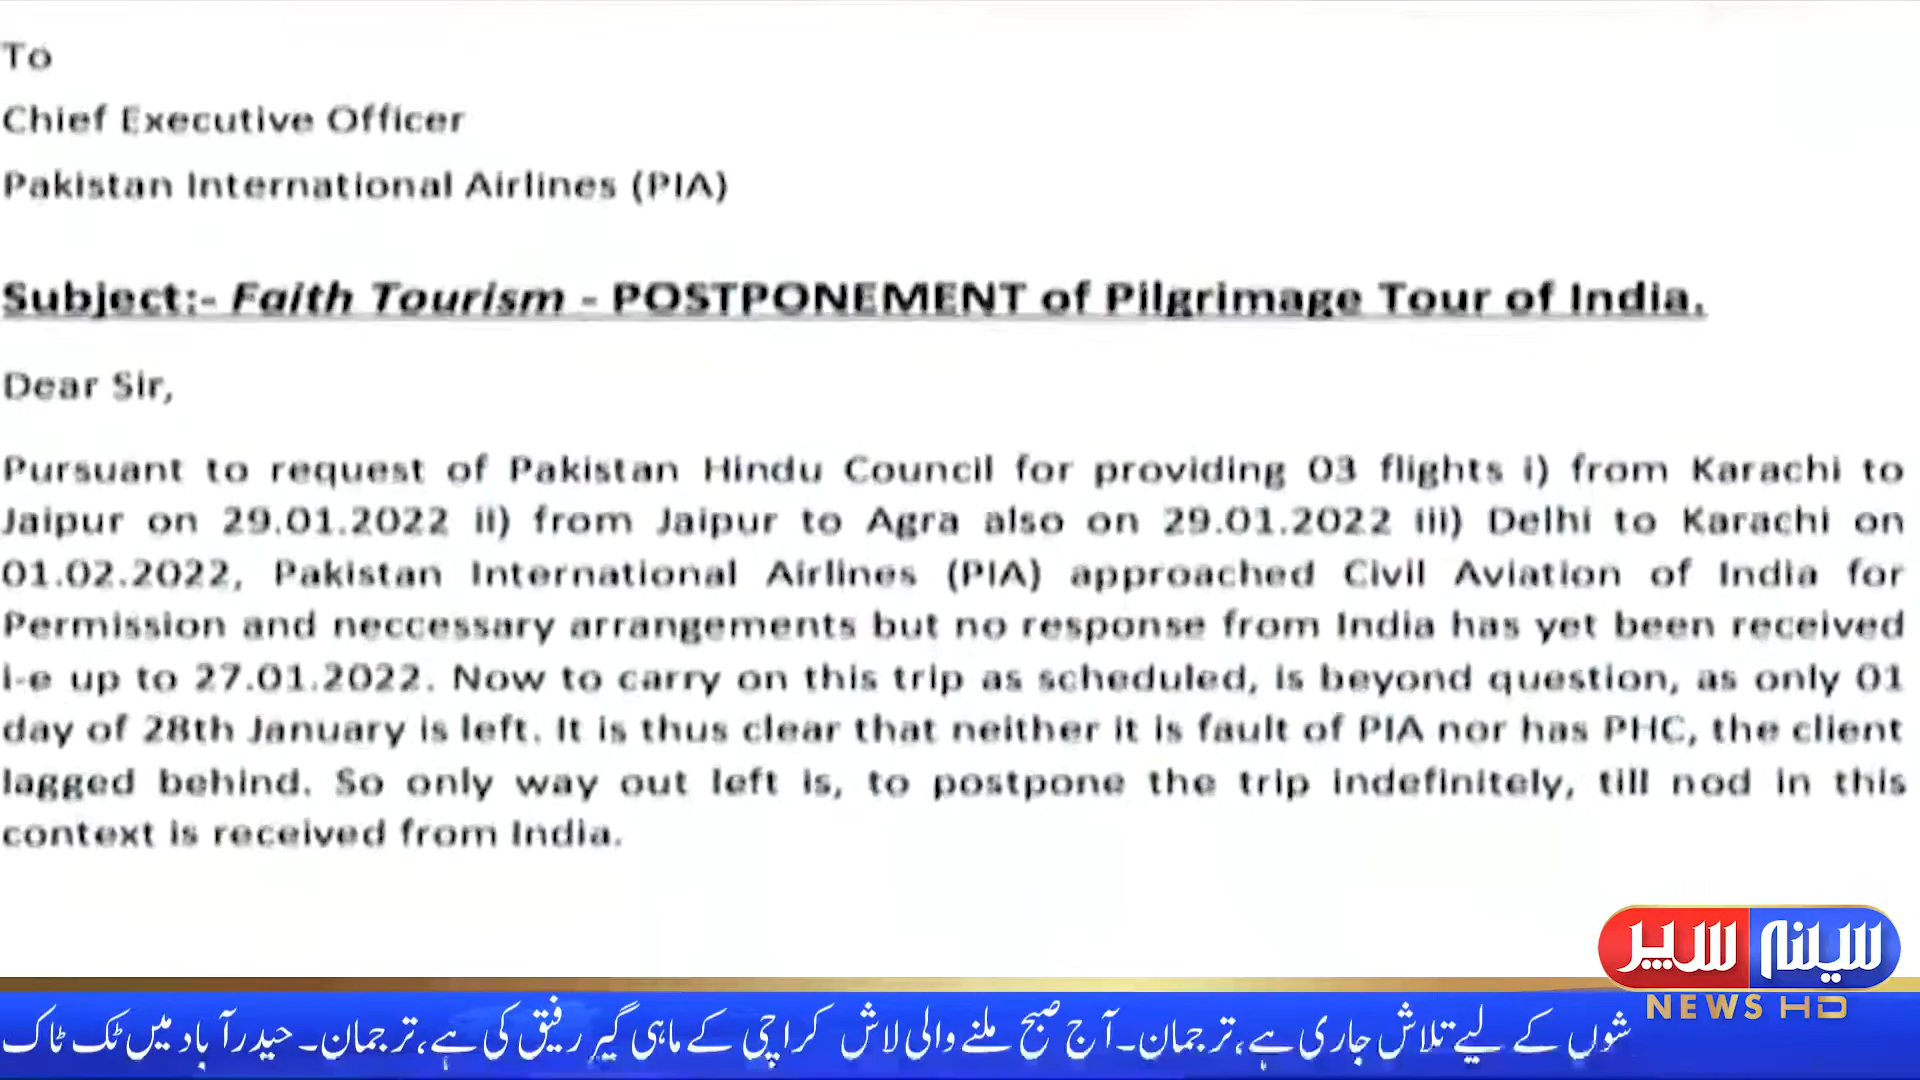 To
Chief Executive Officer
Pakistan International Airlines (PIA)
Subject:- Faith Tourism - POSTPONEMENT of Pilgrimage Tour of India.
Dear Sir,
Pursuant to request of Pakistan Hindu Council for providing 03 flights i) from Karachi to
Jaipur on 29.01.2022 ii) from Jaipur to Agra also on 29.01.2022 iii) Delhi to Karachi on
01.02.2022, Pakistan International Airlines (PIA) approached Civil Aviation of India for
Permission and neccessary arrangements but no response from India has yet been received
i-e up to 27.01.2022. Now to carry on this trip as scheduled, is beyond question, as only 01
day of 28th January is left. It is thus clear that neither it is fault of PIA nor has PHC, the client
lagged behind. So only way out left is, to postpone the trip indefinitely, till nod in this
context is received from India.
NEWS HD
شوں کے لیے تلاش جاری ہے،ترجمان۔آج صبح ملنے والی لاش کراچی کے ماہی گیر رفیق کی ہے،ترجمان۔ حیدرآباد میں ٹک ٹاک